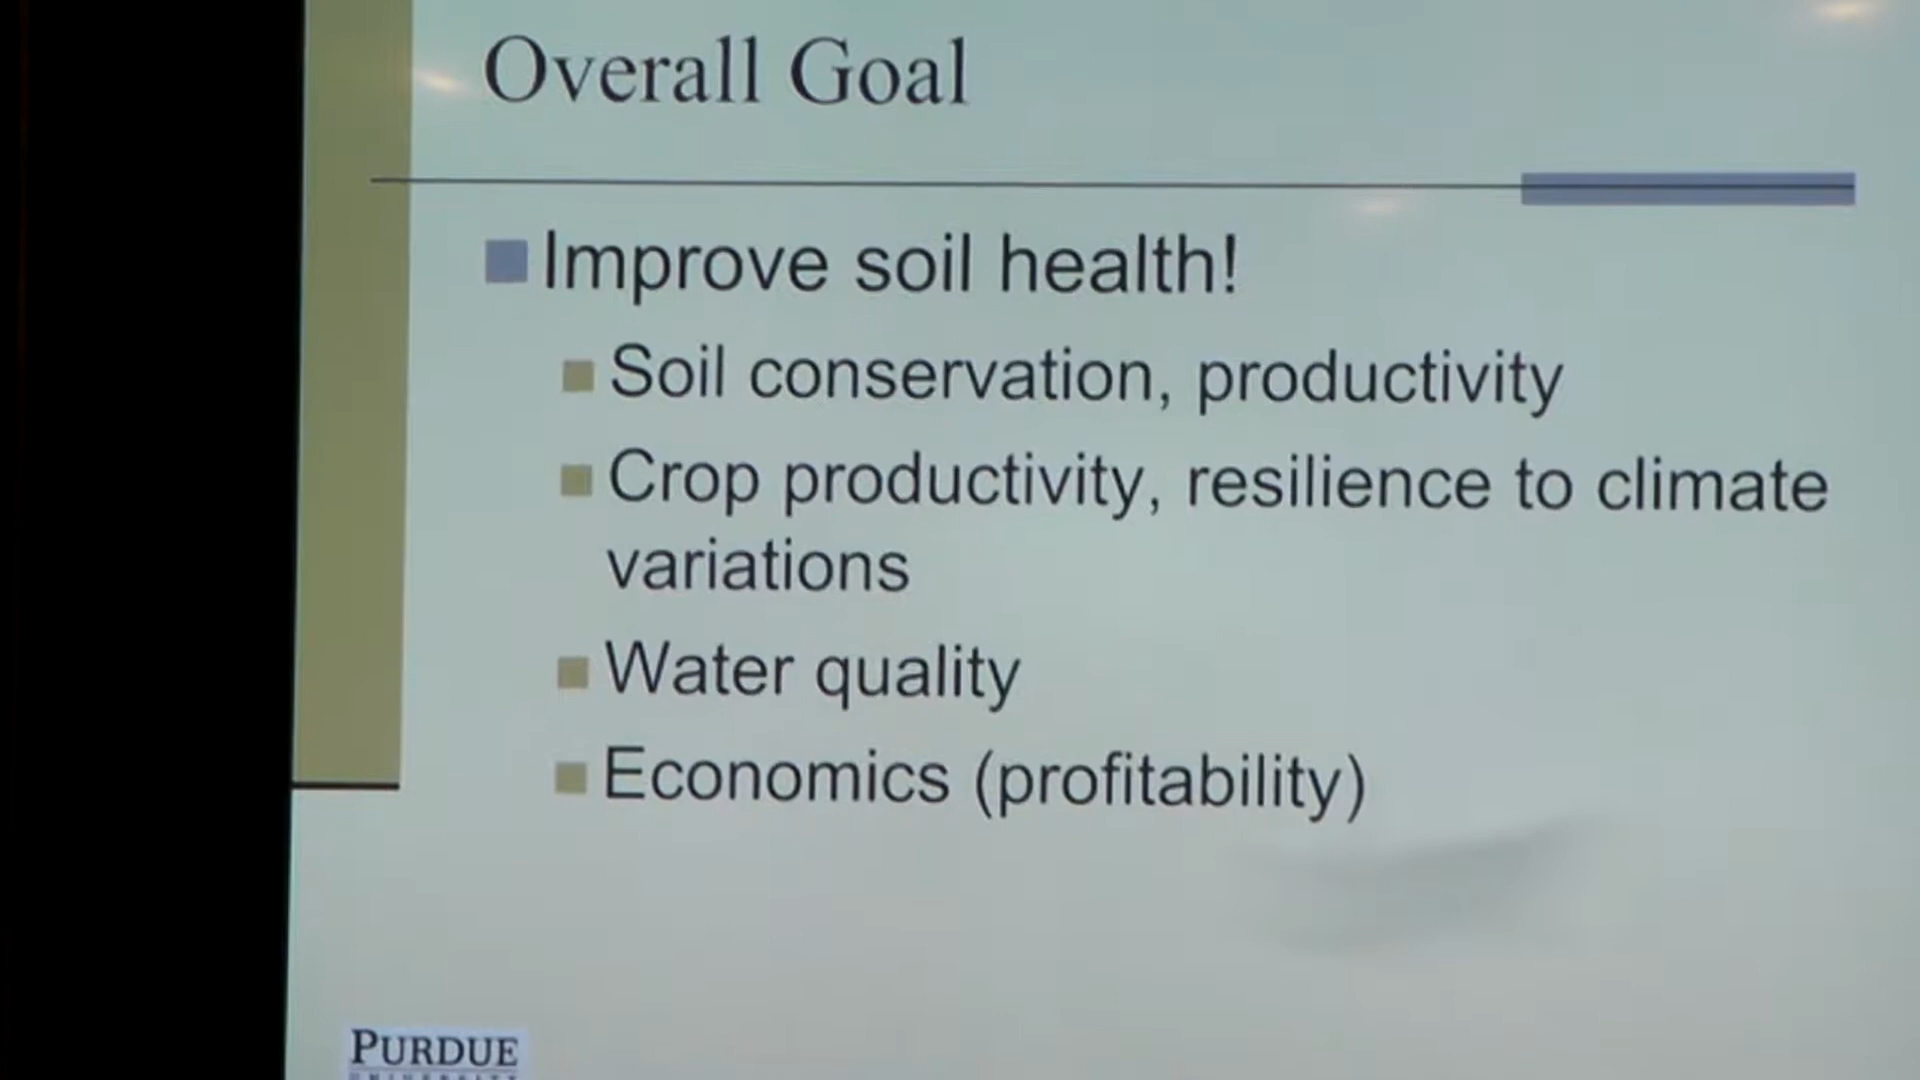 Overall Goal
Improve soil health!
Soil conservation, productivity
Crop productivity, resilience to climate
variations
Water quality
Economics (profitability)
PURDUE
UNIVERSITY